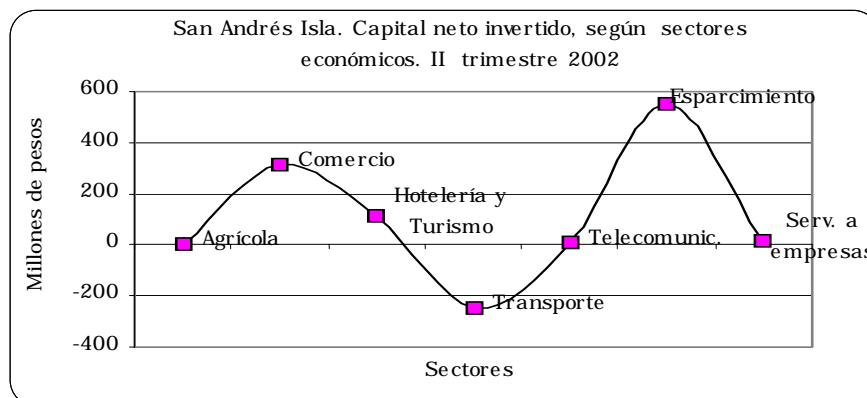 San Andrés Isla. Capital neto invertido, según sectores
económicos. II trimestre 2002
Millones de pesos
600
400
200
0
-200
-400
Agrícola
Comercio
Hotelería y
Turismo
Transporte
Telecomunic.
Esparcimiento
Serv. a
empresas
Sectores